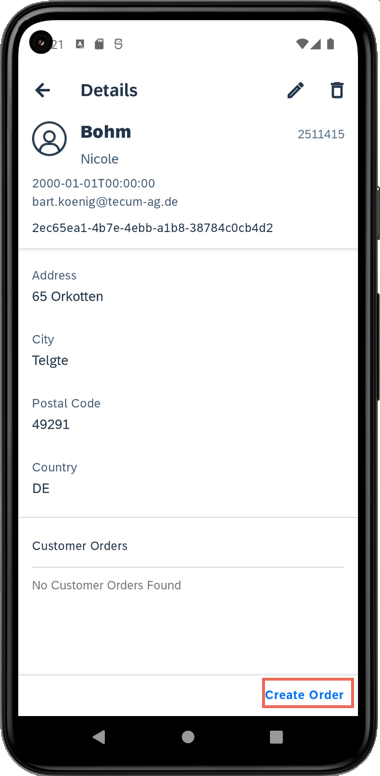 21
Details
Bohm
2511415
Nicole
2000-01-01T00:00:00
bart.koenig@tecum-ag.de
2ec65ea1-4b7e-4ebb-a1b8-38784c0cb4d2
Address
65 Orkotten
City
Telgte
Postal Code
49291
Country
DE
Customer Orders
No Customer Orders Found
Create Order